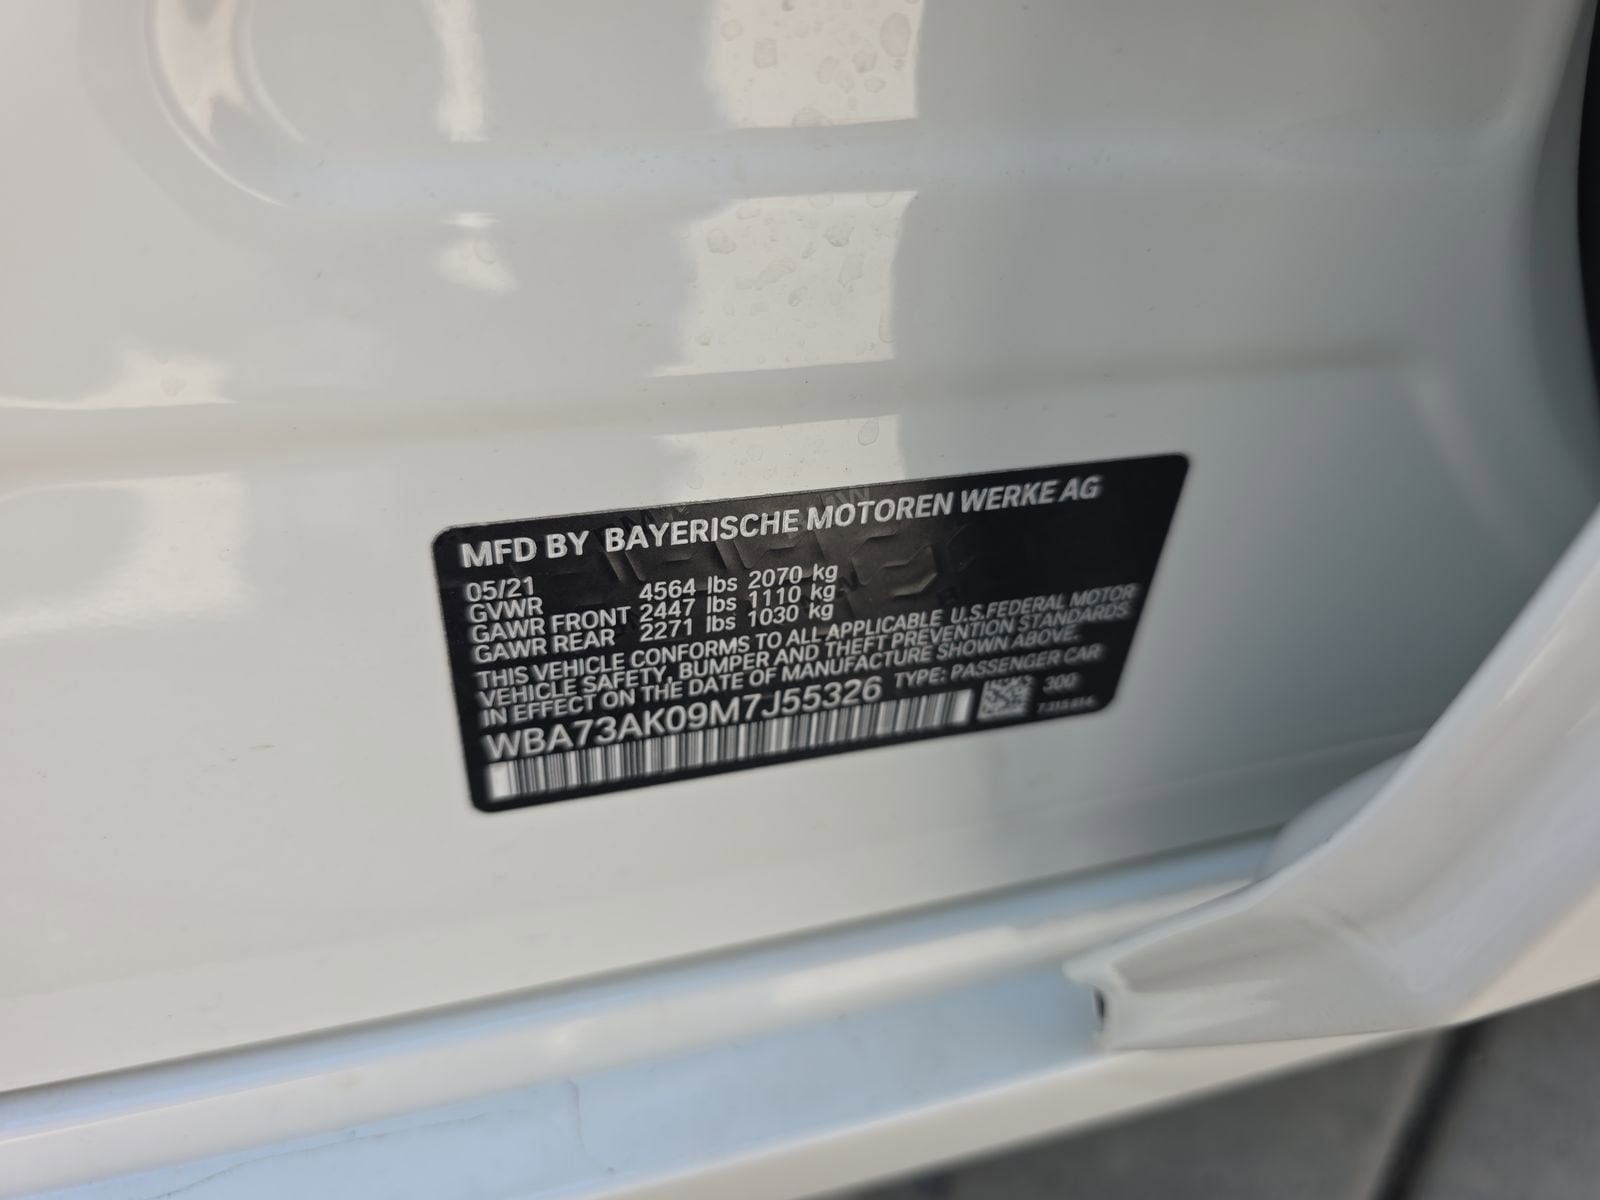 MFD BY BAYERISCHE MOTOREN WERKE AG
05/21
GVWR 4564 lbs 2070 kg
GAWR FRONT 2447 lbs 1110 kg
GAWR REAR 2271 lbs 1030 kg
THIS VEHICLE CONFORMS TO ALL APPLICABLE U.S.FEDERAL MOTOR
VEHICLE SAFETY, BUMPER AND THEFT PREVENTION STANDARDS
IN EFFECT ON THE DATE OF MANUFACTURE SHOWN ABOVE.
WBA73AK09M7J55326 TYPE: PASSENGER CAR
300